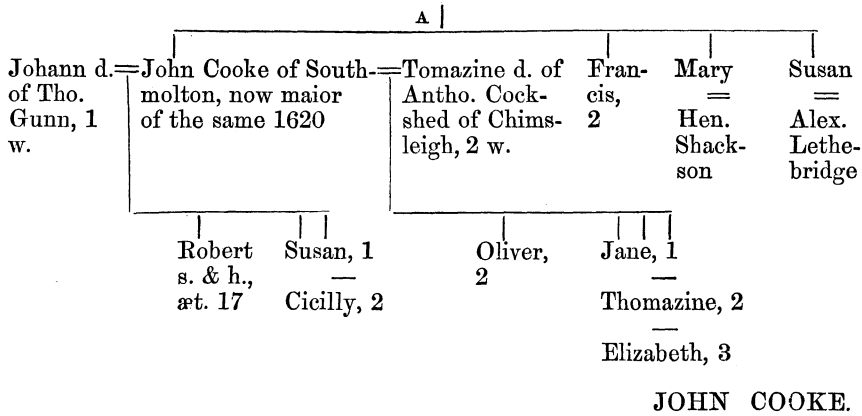 A
Johann d.
of Tho.
Gunn, 1
w.
=
John Cooke of South-
molton, now maior
of the same 1620
=
Tomazine d. of
Antho. Cock-
shed of Chims-
leigh, 2 w.
Fran-
cis,
2
Mary
=
Hen.
Shack-
son
Susan
=
Alex.
Lethe-
bridge
Robert
s. & h.,
æt. 17
Susan, 1
—
Cicilly, 2
Oliver,
2
Jane, 1
—
Thomazine, 2
—
Elizabeth, 3
JOHN COOKE.